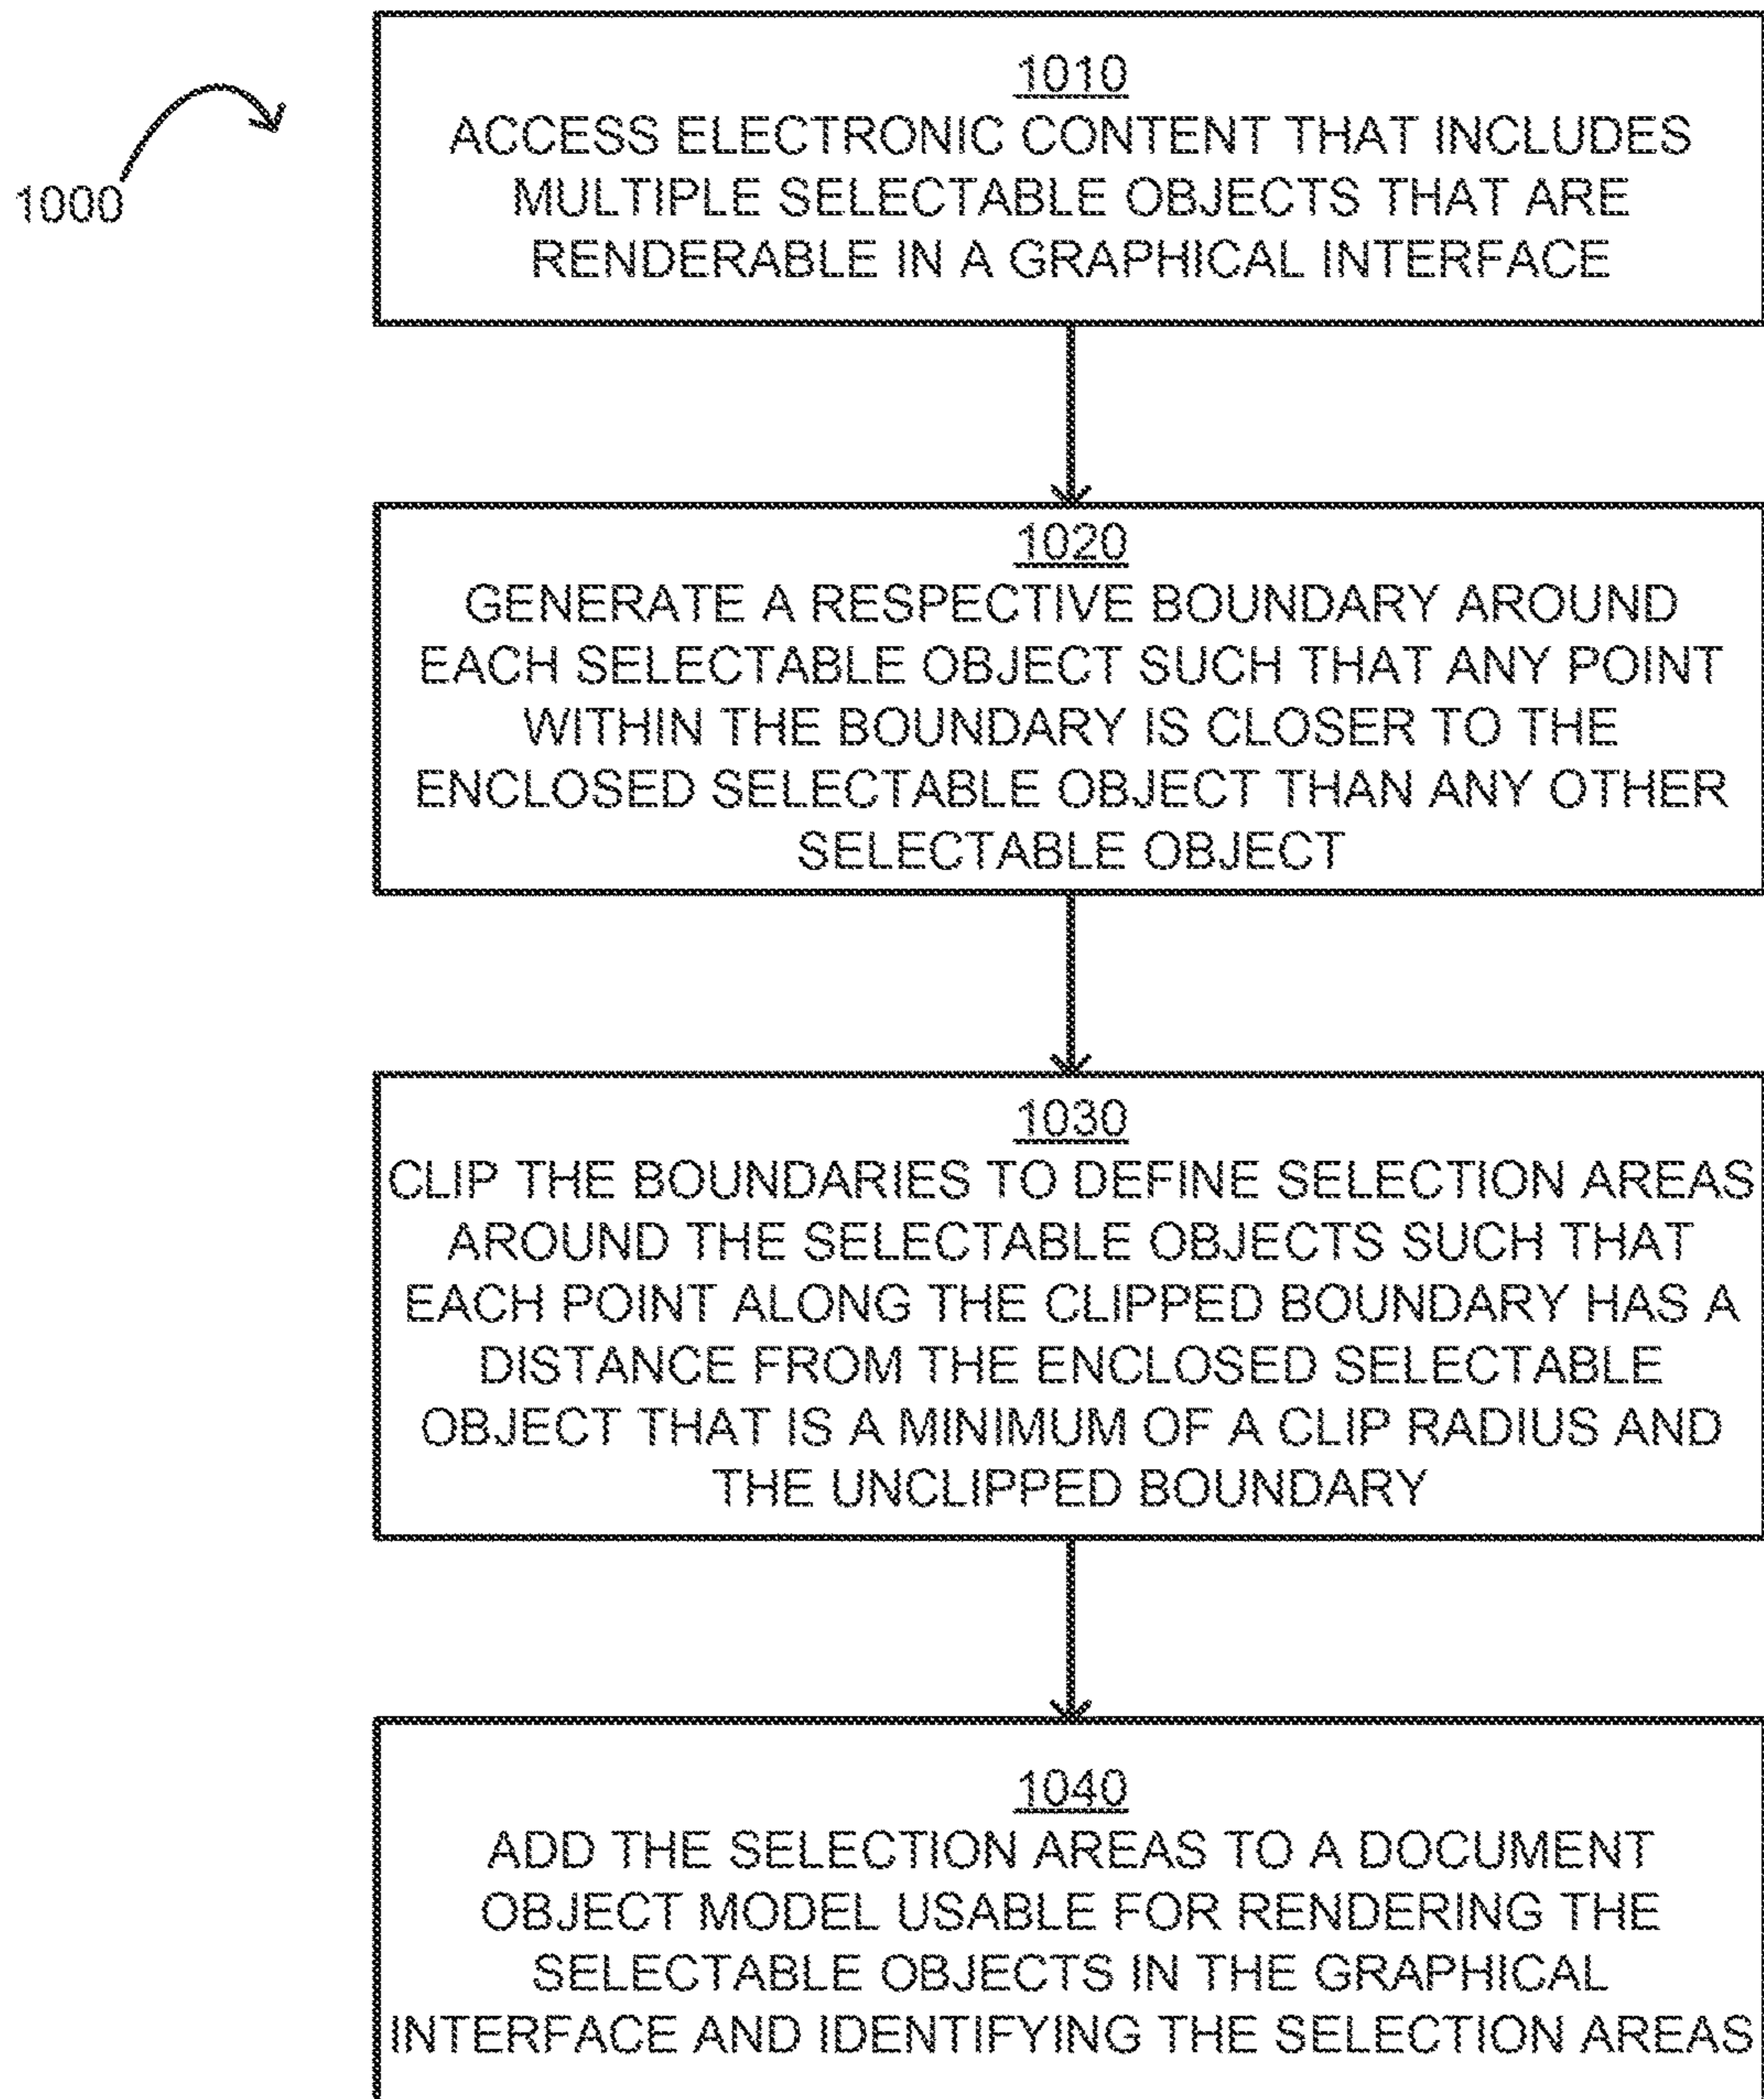 1000
1010
ACCESS ELECTRONIC CONTENT THAT INCLUDES
MULTIPLE SELECTABLE OBJECTS THAT ARE
RENDERABLE IN A GRAPHICAL INTERFACE
1020
GENERATE A RESPECTIVE BOUNDARY AROUND
EACH SELECTABLE OBJECT SUCH THAT ANY POINT
WITHIN THE BOUNDARY IS CLOSER TO THE
ENCLOSED SELECTABLE OBJECT THAN ANY OTHER
SELECTABLE OBJECT
1030
CLIP THE BOUNDARIES TO DEFINE SELECTION AREAS
AROUND THE SELECTABLE OBJECTS SUCH THAT
EACH POINT ALONG THE CLIPPED BOUNDARY HAS A
DISTANCE FROM THE ENCLOSED SELECTABLE
OBJECT THAT IS A MINIMUM OF A CLIP RADIUS AND
THE UNCLIPPED BOUNDARY
1040
ADD THE SELECTION AREAS TO A DOCUMENT
OBJECT MODEL USABLE FOR RENDERING THE
SELECTABLE OBJECTS IN THE GRAPHICAL
INTERFACE AND IDENTIFYING THE SELECTION AREAS